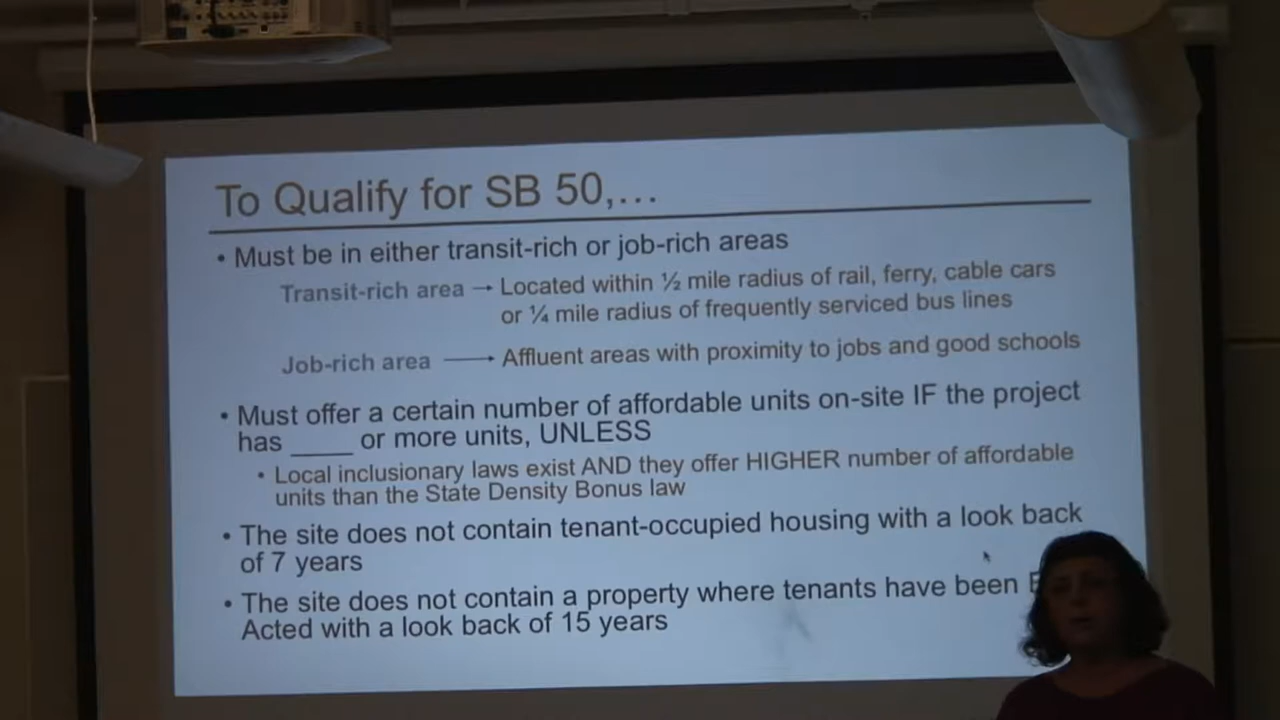 To Qualify for SB 50,...
• Must be in either transit-rich or job-rich areas
Transit-rich area → Located within ½ mile radius of rail, ferry, cable cars
or ¼ mile radius of frequently serviced bus lines
Job-rich area → Affluent areas with proximity to jobs and good schools
• Must offer a certain number of affordable units on-site IF the project
has ____ or more units, UNLESS
• Local inclusionary laws exist AND they offer HIGHER number of affordable
units than the State Density Bonus law
• The site does not contain tenant-occupied housing with a look back
of 7 years
• The site does not contain a property where tenants have been
Acted with a look back of 15 years